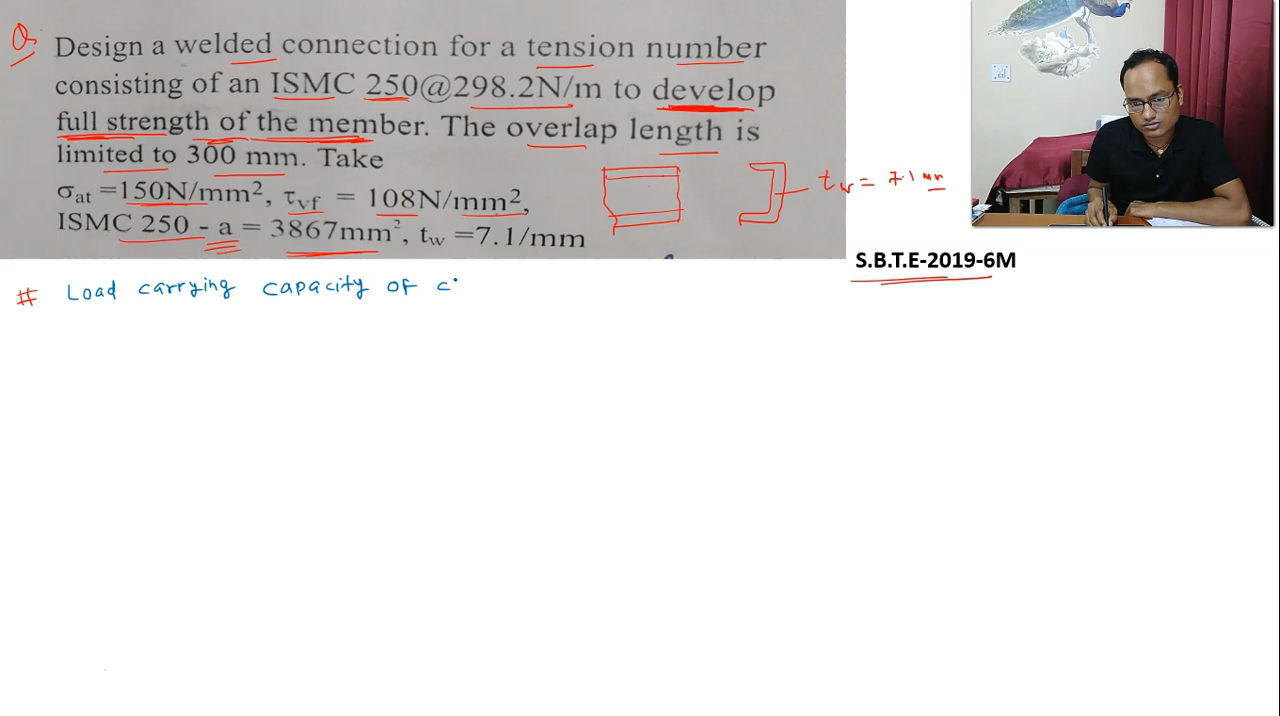 Q Design a welded connection for a tension number
consisting of an ISMC 250@298.2N/m to develop
full strength of the member. The overlap length is
limited to 300 mm. Take
σat =150N/mm², τvf = 108N/mm²,
ISMC 250 - a = 3867mm², tw =7.1/mm
tw = 7.1 mm
S.B.T.E-2019-6M
# Load carrying capacity of c